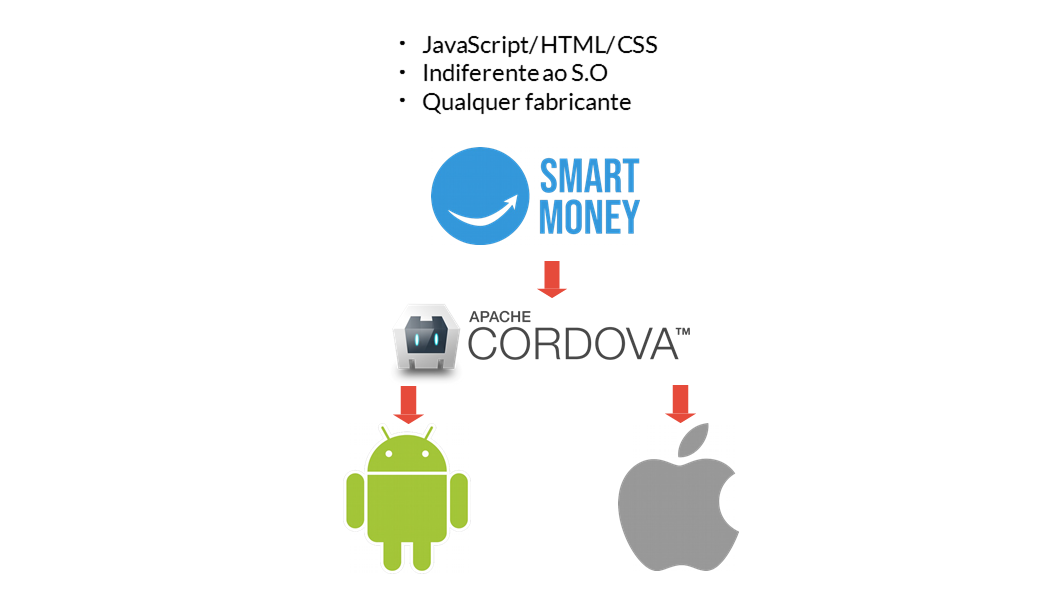 • JavaScript/HTML/CSS
• Indiferente ao S.O
• Qualquer fabricante
SMART
MONEY
APACHE
CORDOVA™